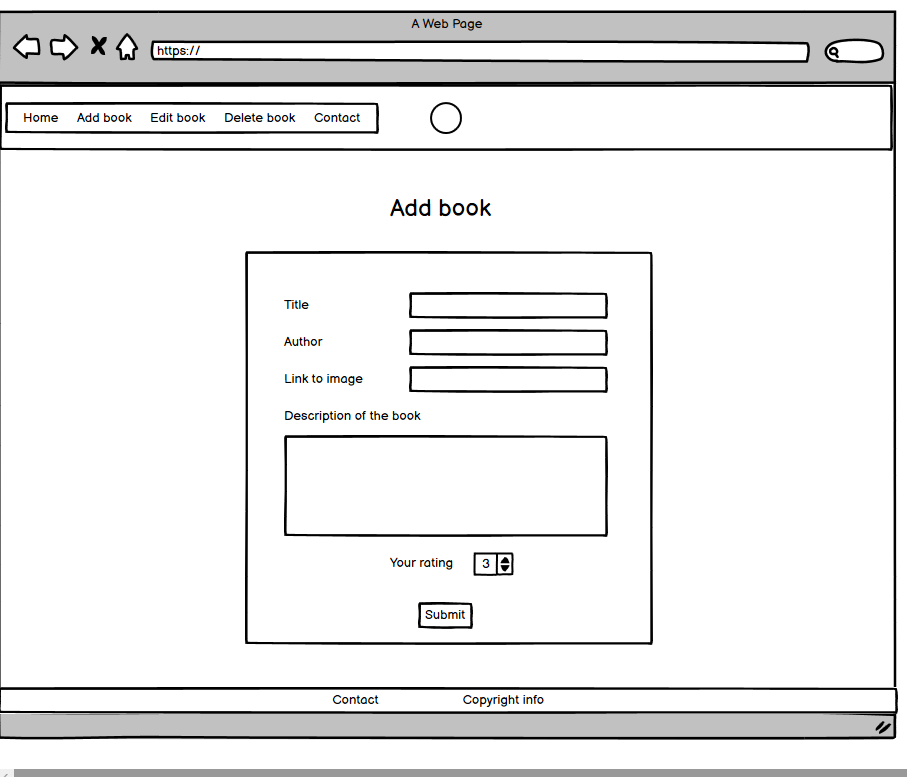 A Web Page
https://
Home Add book Edit book Delete book Contact
Add book
Title
Author
Link to image
Description of the book
Your rating 3
Submit
Contact Copyright info